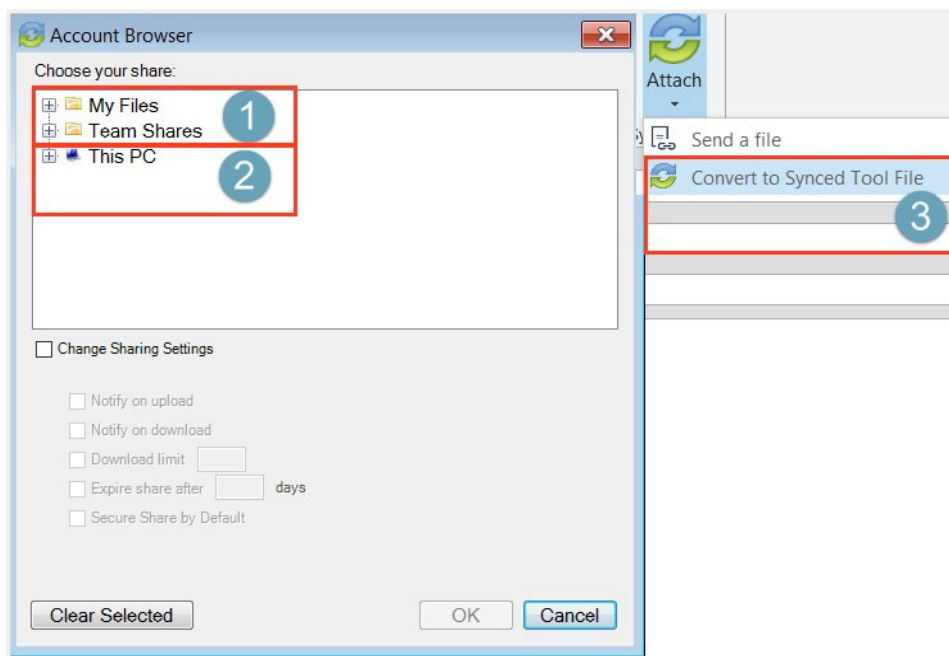 Account Browser
Choose your share:
My Files
Team Shares
This PC
1
2
Change Sharing Settings
Notify on upload
Notify on download
Download limit
Expire share after days
Secure Share by Default
Clear Selected
OK
Cancel
Attach
Send a file
Convert to Synced Tool File
3